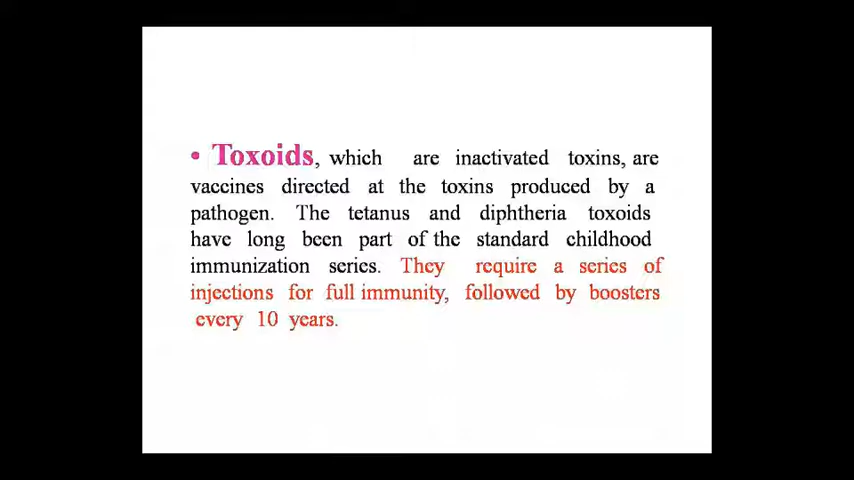 • Toxoids, which are inactivated toxins, are
vaccines directed at the toxins produced by a
pathogen. The tetanus and diphtheria toxoids
have long been part of the standard childhood
immunization series. They require a series of
injections for full immunity, followed by boosters
every 10 years.